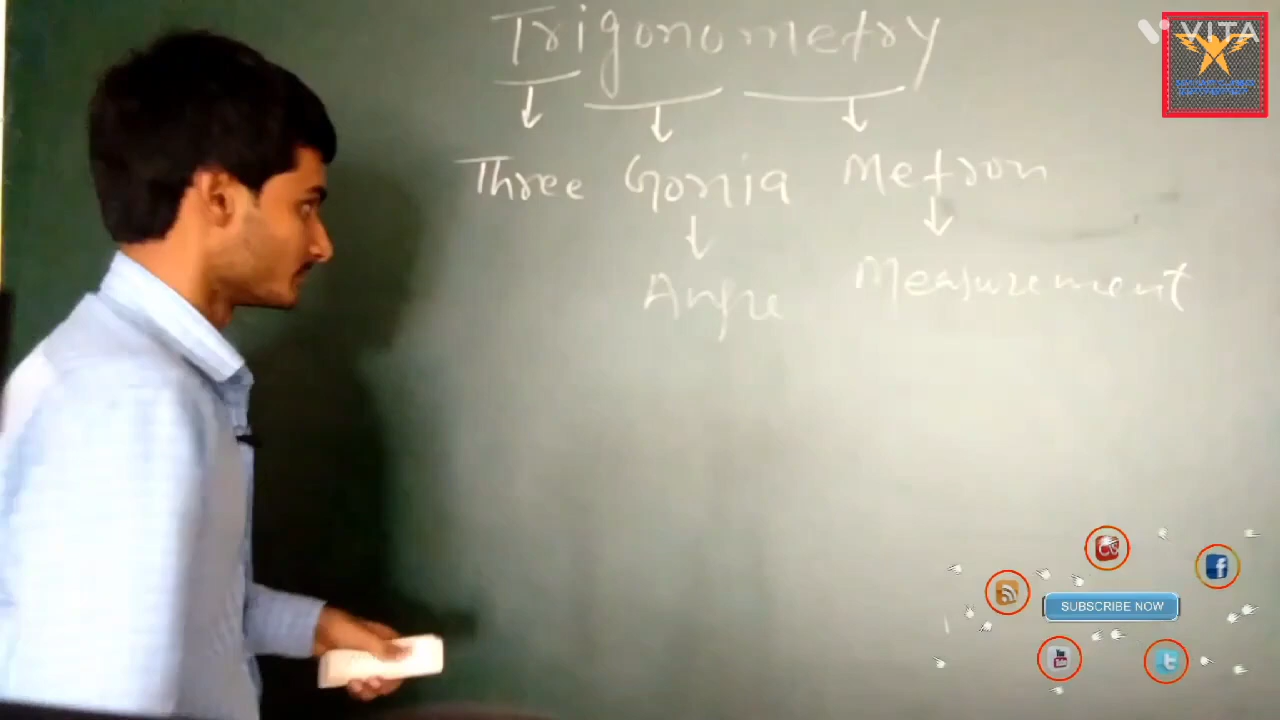 VITA
Trigonometry
Three Gonia Metron
Angle Measurement
SUBSCRIBE NOW